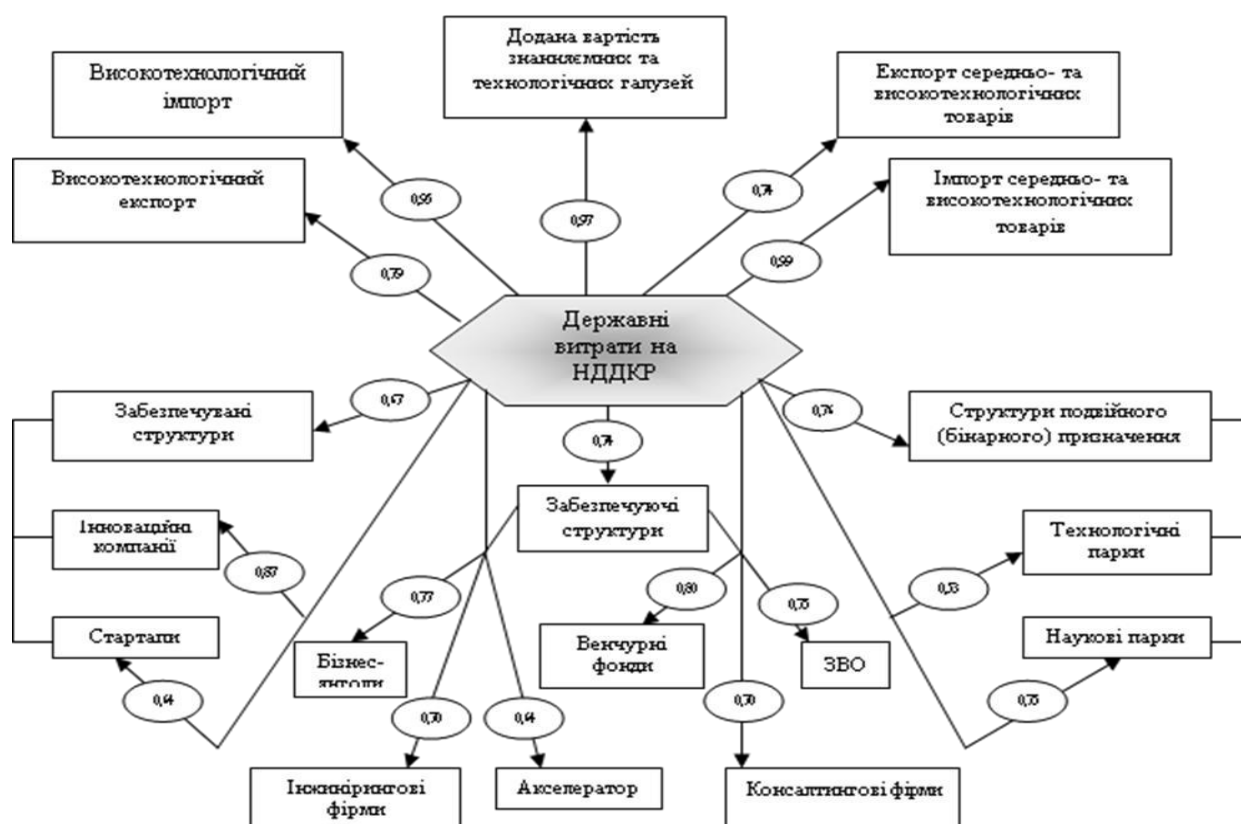 Додана вартість
знаннямних та
технологічних галузей
Високотехнологічний
імпорт
Експорт середньо- та
високотехнологічних
товарів
Високотехнологічний
експорт
Імпорт середньо- та
високотехнологічних
товарів
0,95
0,97
0,74
0,79
0,99
Державні
витрати на
НДДКР
Забезпечувані
структури
0,67
0,74
0,76
Структури подвійного
(бінарного) призначення
Забезпечуючі
структури
Інноваційні
компанії
Технологічні
парки
0,87
0,77
0,80
0,75
0,53
Стартапи
Бізнес-
янголи
Венчурні
фонди
ЗВО
Наукові парки
0,64
0,70
0,64
0,70
0,75
Інжинірингові
фірми
Акселератор
Консалтингові фірми